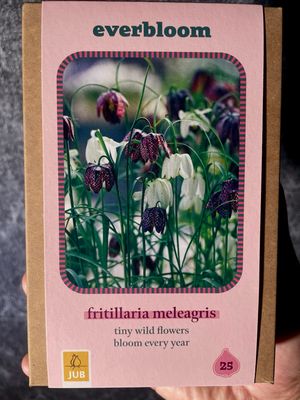 everbloom
fritillaria meleagris
tiny wild flowers
bloom every year
25
JUB